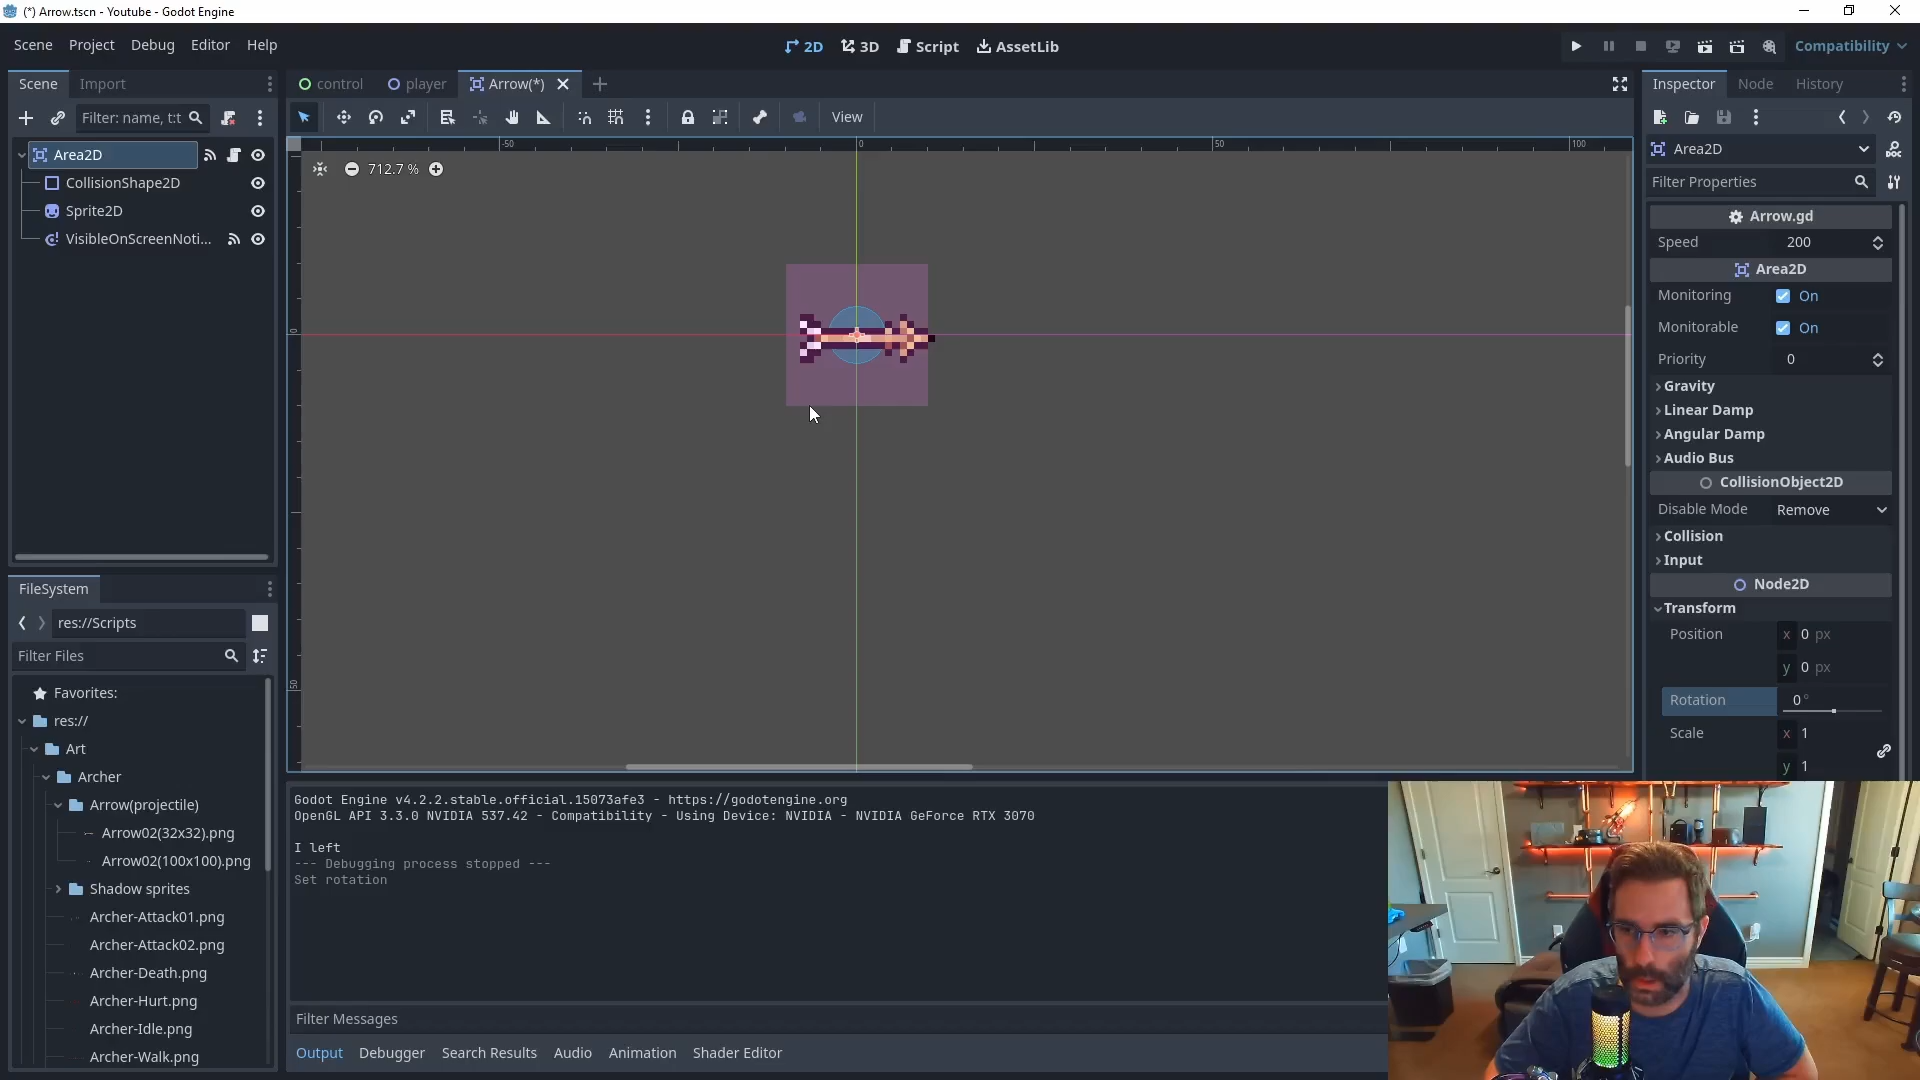 (*) Arrow.tscn - Youtube - Godot Engine
Scene Project Debug Editor Help
2D 3D Script AssetLib
Compatibility
Scene Import
Filter: name, t:t
Area2D
CollisionShape2D
Sprite2D
VisibleOnScreenNoti...
FileSystem
res://Scripts
Filter Files
Favorites:
res://
Art
Archer
Arrow(projectile)
Arrow02(32x32).png
Arrow02(100x100).png
Shadow sprites
Archer-Attack01.png
Archer-Attack02.png
Archer-Death.png
Archer-Hurt.png
Archer-Idle.png
Archer-Walk.png
control player Arrow(*)
View
-50 0 50 100
712.7 %
0
50
Godot Engine v4.2.2.stable.official.15073afe3 - https://godotengine.org
OpenGL API 3.3.0 NVIDIA 537.42 - Compatibility - Using Device: NVIDIA - NVIDIA GeForce RTX 3070
I left
--- Debugging process stopped ---
Set rotation
Filter Messages
Output Debugger Search Results Audio Animation Shader Editor
Inspector Node History
Area2D
Filter Properties
Arrow.gd
Speed 200
Area2D
Monitoring On
Monitorable On
Priority 0
Gravity
Linear Damp
Angular Damp
Audio Bus
CollisionObject2D
Disable Mode Remove
Collision
Input
Node2D
Transform
Position x 0 px
y 0 px
Rotation 0 °
Scale x 1
y 1